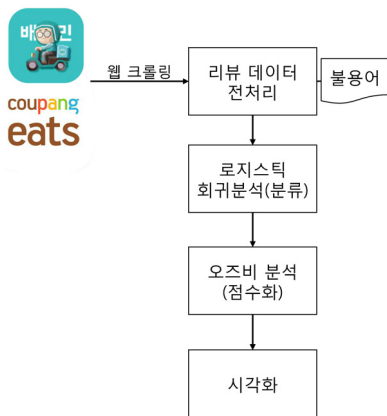 배민
coupang
eats
웹 크롤링
리뷰 데이터
전처리
불용어
로지스틱
회귀분석(분류)
오즈비 분석
(점수화)
시각화